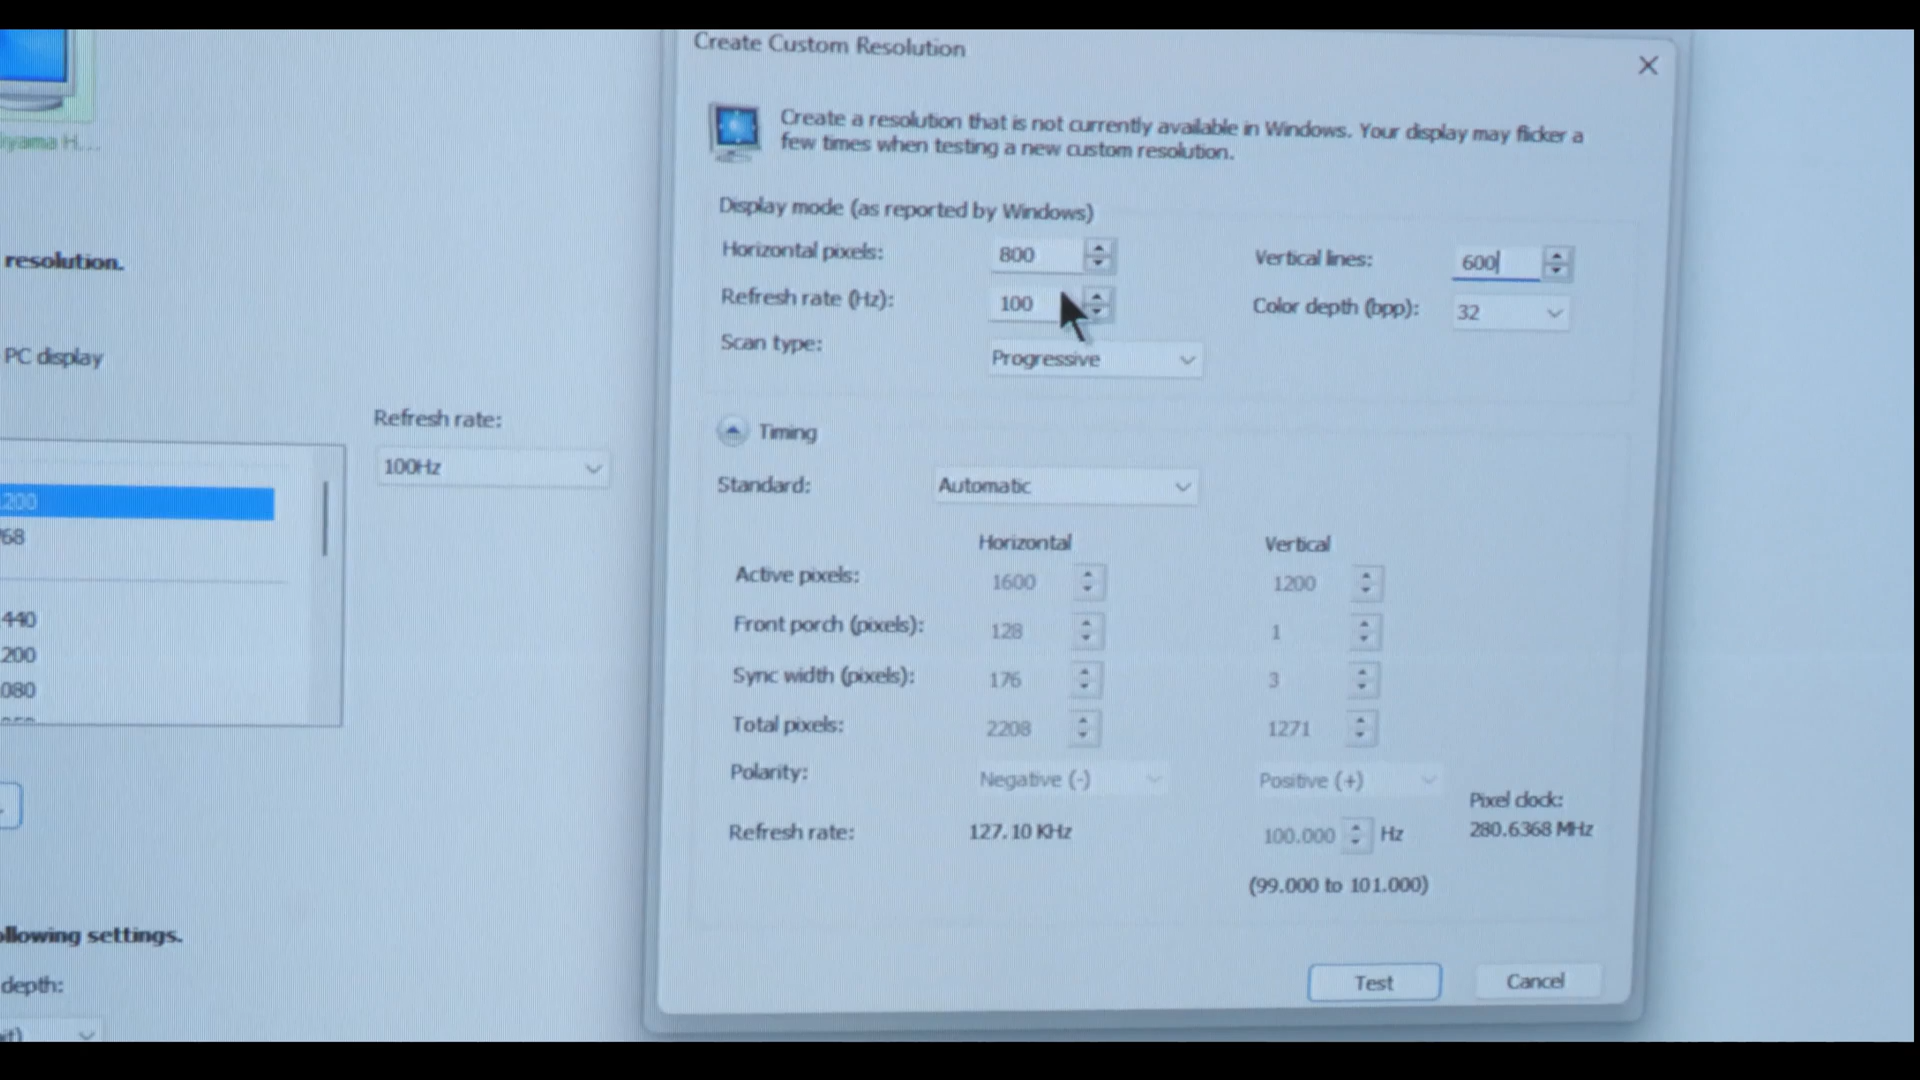 Create Custom Resolution
Create a resolution that is not currently available in Windows. Your display may flicker a
few times when testing a new custom resolution.
Display mode (as reported by Windows)
Horizontal pixels: 800 Vertical lines: 600
Refresh rate (Hz): 100 Color depth (bpp): 32
Scan type: Progressive
Timing
Standard: Automatic
Horizontal Vertical
Active pixels: 1600 1200
Front porch (pixels): 128 1
Sync width (pixels): 176 3
Total pixels: 2208 1271
Polarity: Negative (-) Positive (+)
Refresh rate: 127.10 KHz 100.000 Hz
(99.000 to 101.000)
Pixel clock:
280.6368 MHz
Test Cancel
iyama H...
resolution.
PC display
Refresh rate:
100Hz
200
68
440
200
080
ollowing settings.
depth: